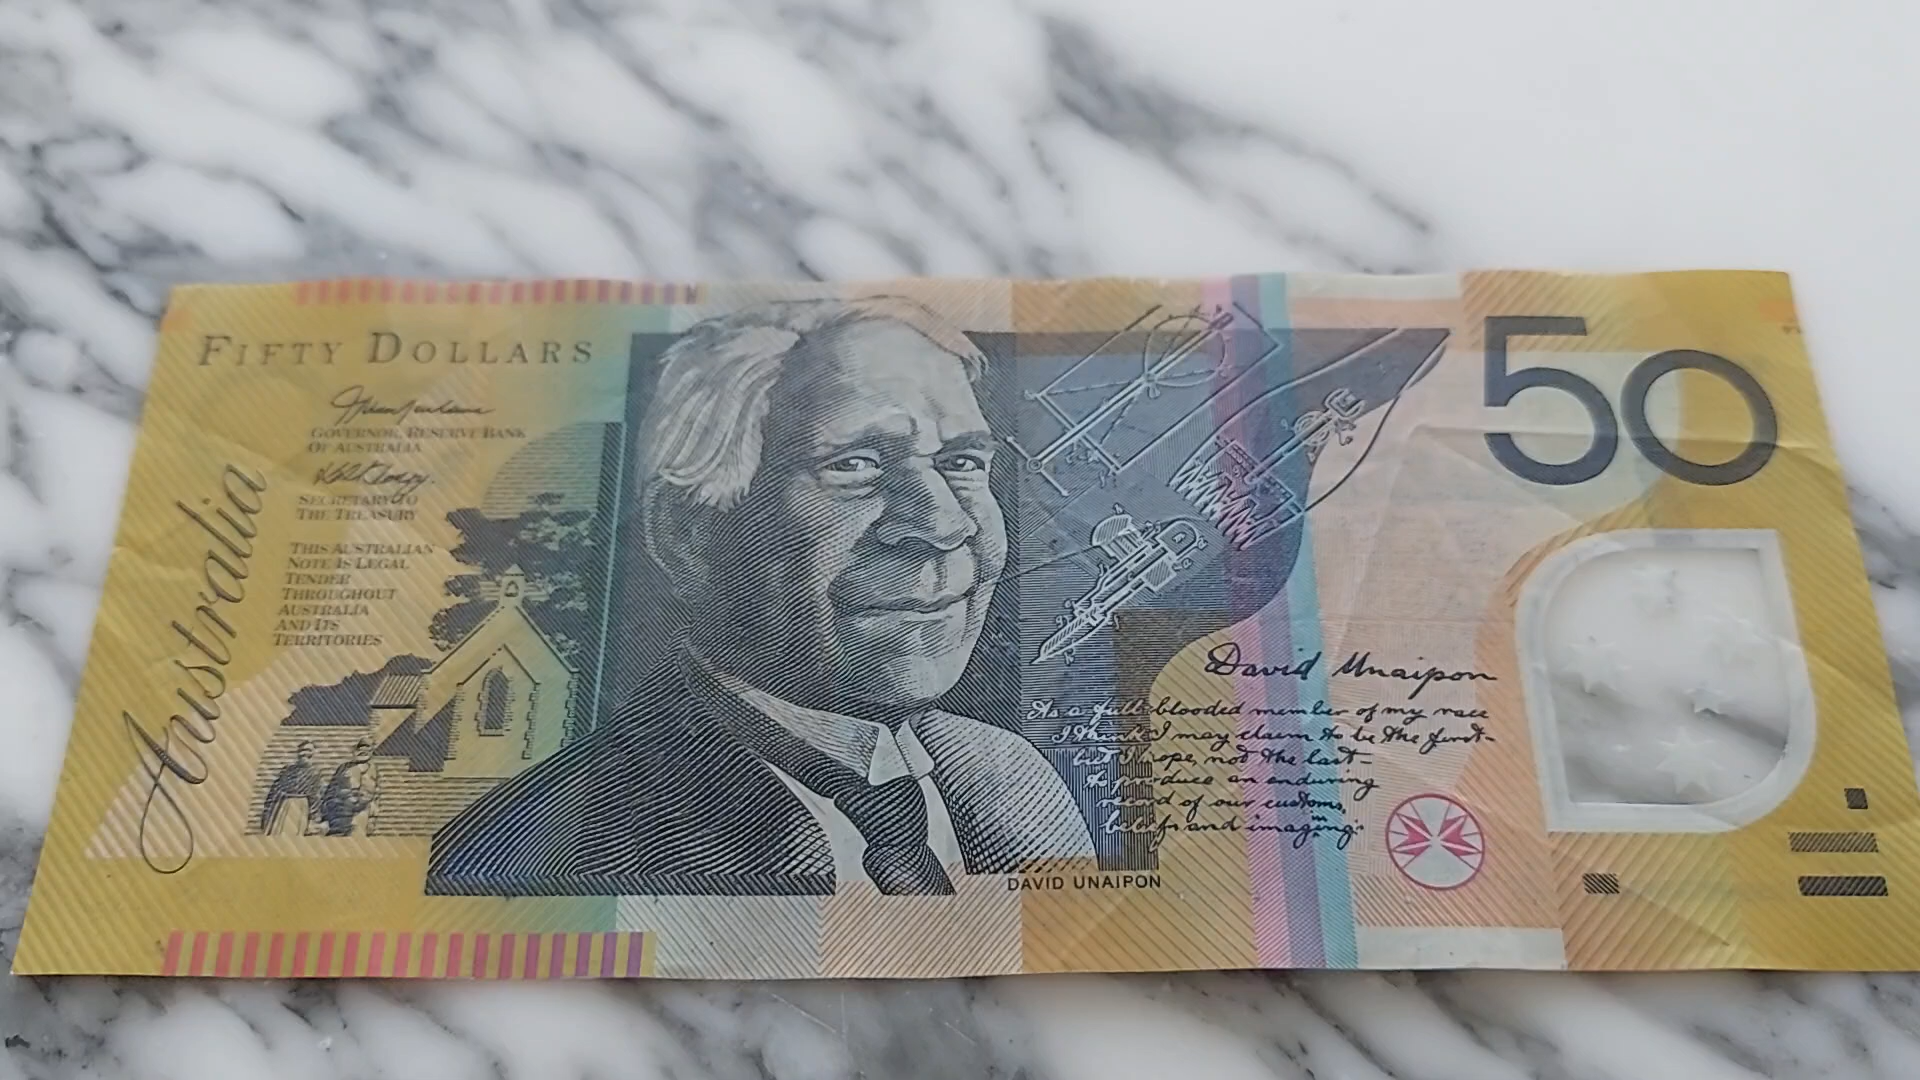 FIFTY DOLLARS
GOVERNOR, RESERVE BANK
OF AUSTRALIA
SECRETARY TO
THE TREASURY
THIS AUSTRALIAN
NOTE IS LEGAL
TENDER
THROUGHOUT
AUSTRALIA
AND ITS
TERRITORIES
Australia
50
David Unaipon
As a full-blooded member of my race
I think I may claim to be the first-
but I hope, not the last-
to produce an enduring
record of our customs,
beliefs and imaginings.
DAVID UNAIPON